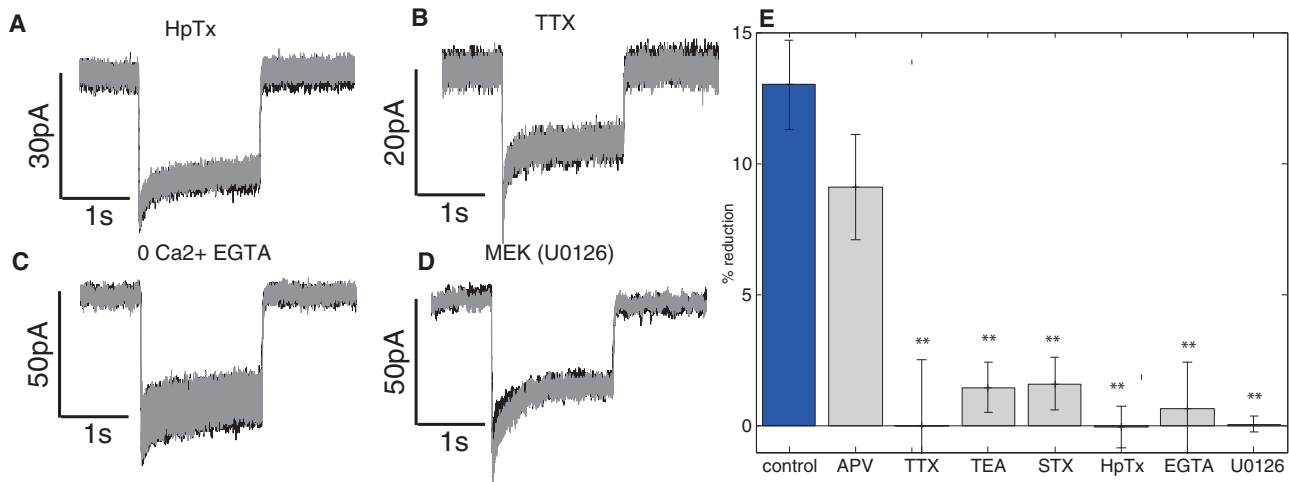 A
HpTx
30pA
1s
B
TTX
20pA
1s
C
0 Ca2+ EGTA
50pA
1s
D
MEK (U0126)
50pA
1s
E
% reduction
15
10
5
0
**
**
**
**
**
**
control APV TTX TEA STX HpTx EGTA U0126